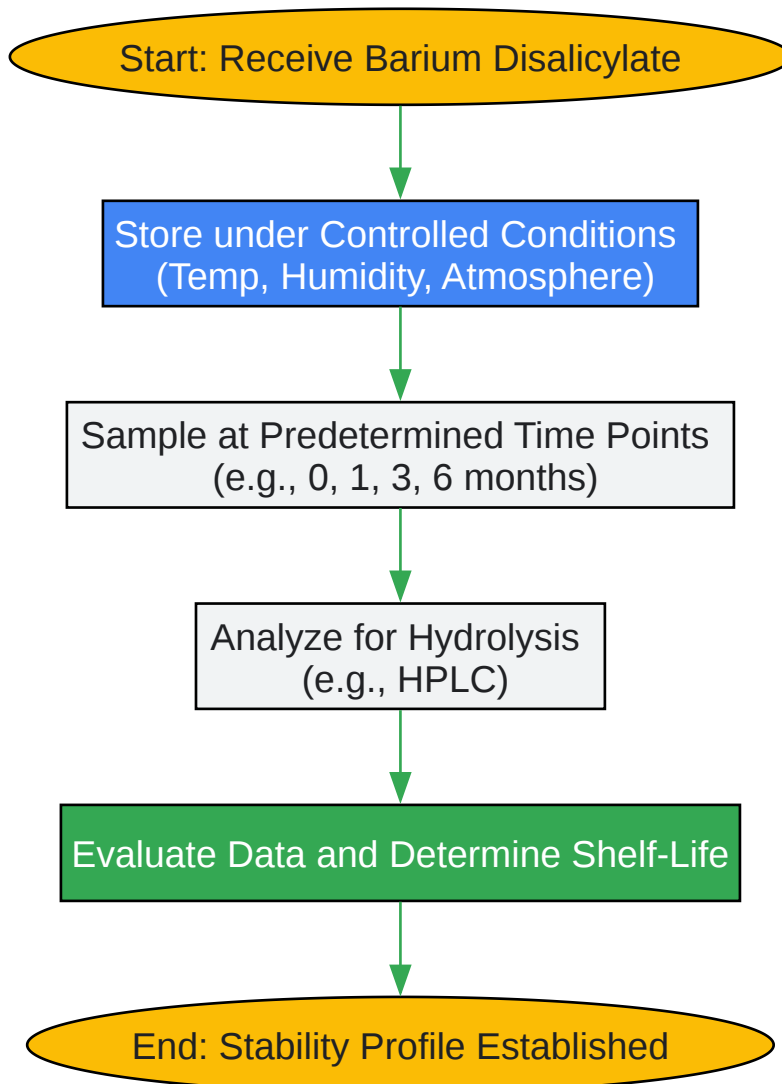 Start: Receive Barium Disalicylate
Store under Controlled Conditions
(Temp, Humidity, Atmosphere)
Sample at Predetermined Time Points
(e.g., 0, 1, 3, 6 months)
Analyze for Hydrolysis
(e.g., HPLC)
Evaluate Data and Determine Shelf-Life
End: Stability Profile Established